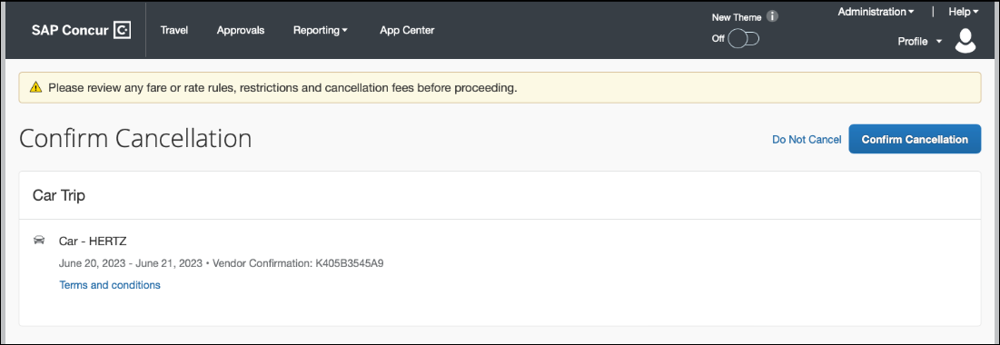 SAP Concur C
Travel
Approvals
Reporting
App Center
New Theme i
Off
Administration
|
Help
Profile
Please review any fare or rate rules, restrictions and cancellation fees before proceeding.
Confirm Cancellation
Do Not Cancel
Confirm Cancellation
Car Trip
Car - HERTZ
June 20, 2023 - June 21, 2023 • Vendor Confirmation: K405B3545A9
Terms and conditions